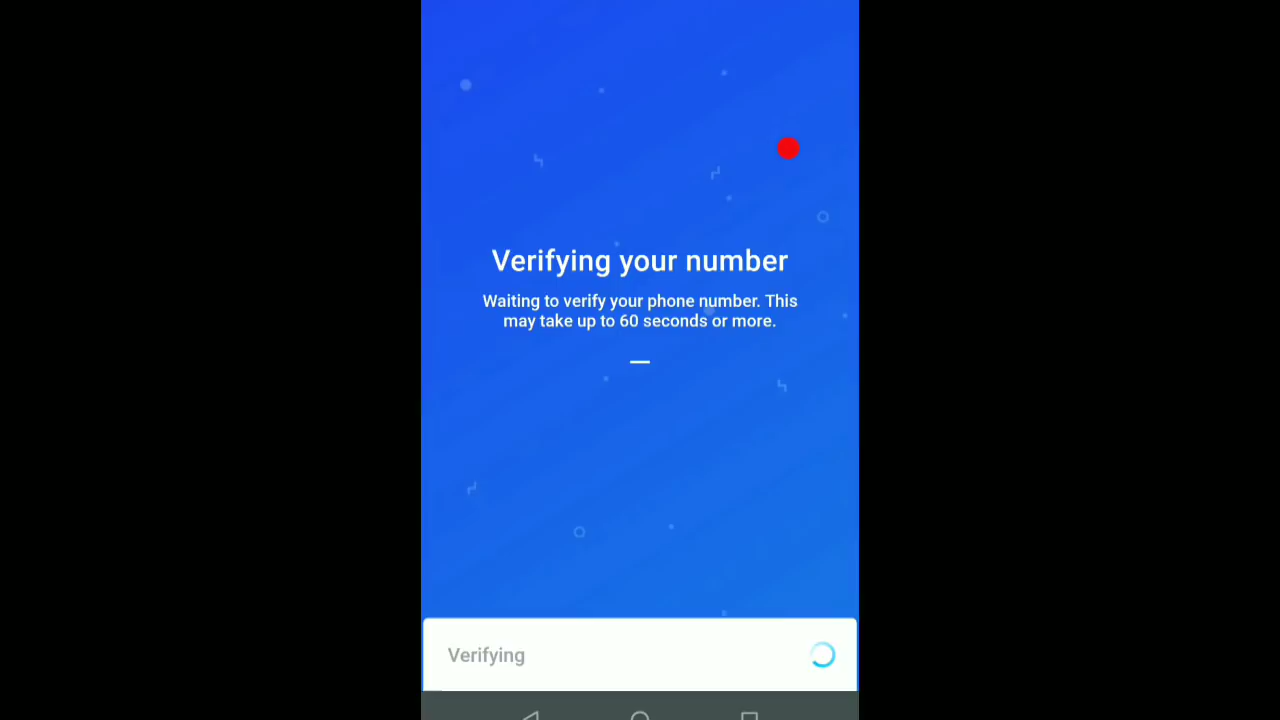 Verifying your number
Waiting to verify your phone number. This
may take up to 60 seconds or more.
Verifying